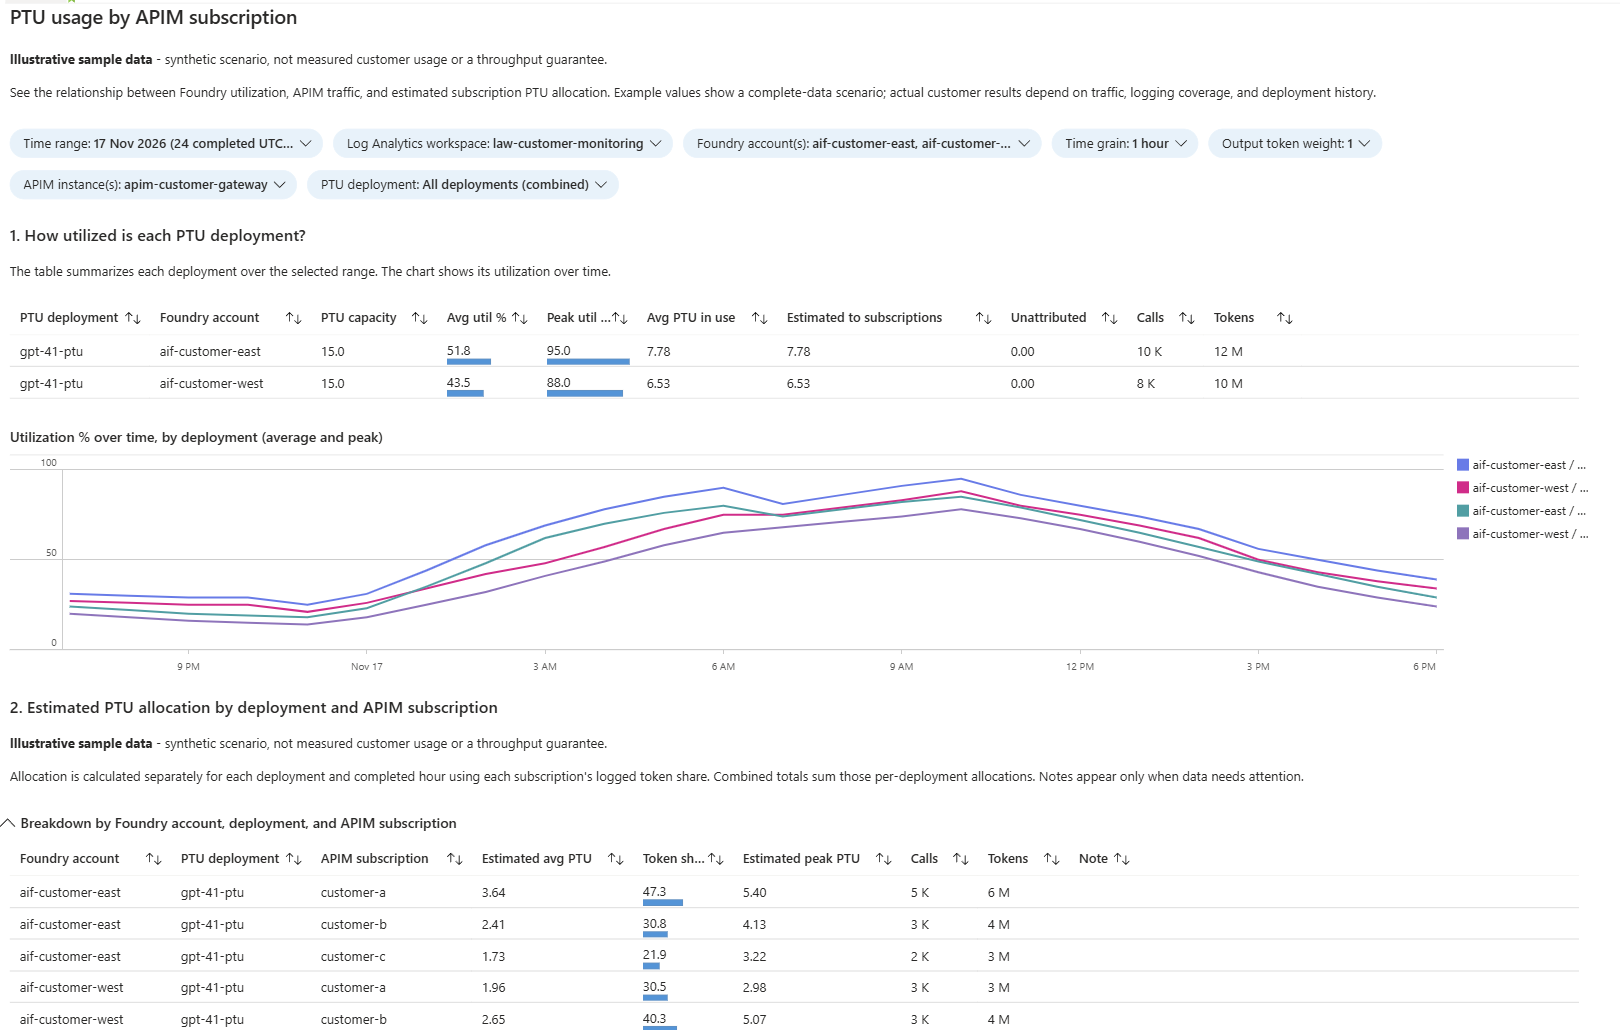 PTU usage by APIM subscription
Illustrative sample data - synthetic scenario, not measured customer usage or a throughput guarantee.
See the relationship between Foundry utilization, APIM traffic, and estimated subscription PTU allocation. Example values show a complete-data scenario; actual customer results depend on traffic, logging coverage, and deployment history.
Time range: 17 Nov 2026 (24 completed UTC... Log Analytics workspace: law-customer-monitoring Foundry account(s): aif-customer-east, aif-customer-... Time grain: 1 hour Output token weight: 1
APIM instance(s): apim-customer-gateway PTU deployment: All deployments (combined)
1. How utilized is each PTU deployment?
The table summarizes each deployment over the selected range. The chart shows its utilization over time.
PTU deployment Foundry account PTU capacity Avg util % Peak util ... Avg PTU in use Estimated to subscriptions Unattributed Calls Tokens
gpt-41-ptu aif-customer-east 15.0 51.8 95.0 7.78 7.78 0.00 10 K 12 M
gpt-41-ptu aif-customer-west 15.0 43.5 88.0 6.53 6.53 0.00 8 K 10 M
Utilization % over time, by deployment (average and peak)
100
50
0
9 PM Nov 17 3 AM 6 AM 9 AM 12 PM 3 PM 6 PM
aif-customer-east / ...
aif-customer-west / ...
aif-customer-east / ...
aif-customer-west / ...
2. Estimated PTU allocation by deployment and APIM subscription
Illustrative sample data - synthetic scenario, not measured customer usage or a throughput guarantee.
Allocation is calculated separately for each deployment and completed hour using each subscription's logged token share. Combined totals sum those per-deployment allocations. Notes appear only when data needs attention.
Breakdown by Foundry account, deployment, and APIM subscription
Foundry account PTU deployment APIM subscription Estimated avg PTU Token sh... Estimated peak PTU Calls Tokens Note
aif-customer-east gpt-41-ptu customer-a 3.64 47.3 5.40 5 K 6 M
aif-customer-east gpt-41-ptu customer-b 2.41 30.8 4.13 3 K 4 M
aif-customer-east gpt-41-ptu customer-c 1.73 21.9 3.22 2 K 3 M
aif-customer-west gpt-41-ptu customer-a 1.96 30.5 2.98 3 K 3 M
aif-customer-west gpt-41-ptu customer-b 2.65 40.3 5.07 3 K 4 M